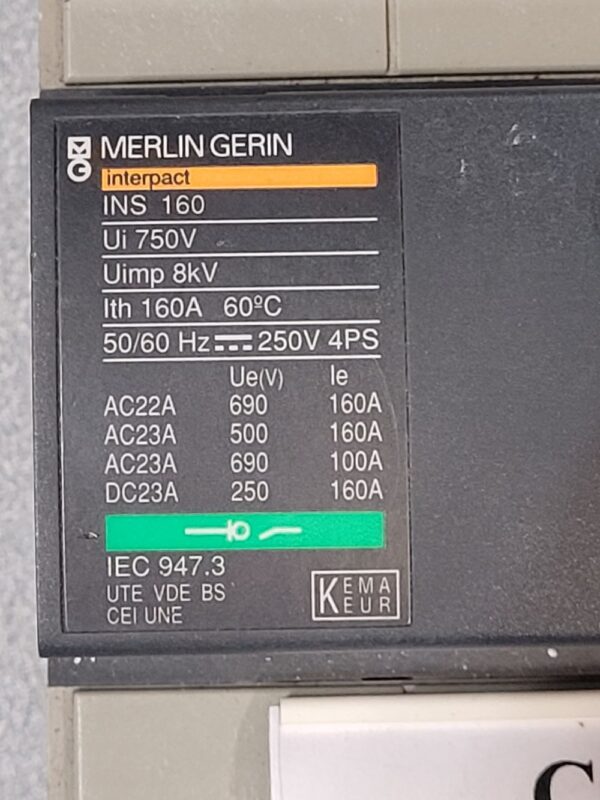 MERLIN GERIN
interpact
INS 160
Ui 750V
Uimp 8kV
Ith 160A 60ºC
50/60 Hz 250V 4PS
Ue(V) Ie
AC22A 690 160A
AC23A 500 160A
AC23A 690 100A
DC23A 250 160A
IEC 947.3
UTE VDE BS
CEI UNE
KEMA
KEUR